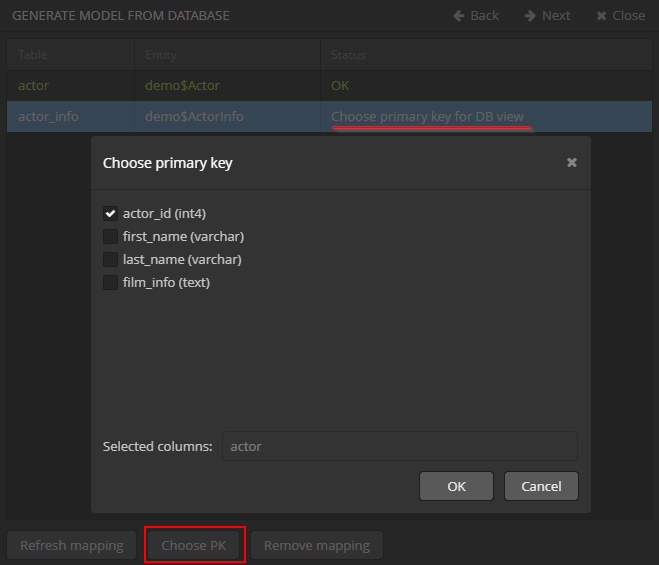 GENERATE MODEL FROM DATABASE Back Next Close
Table Entity Status
actor demo$Actor OK
actor_info demo$ActorInfo Choose primary key for DB view
Choose primary key
actor_id (int4)
first_name (varchar)
last_name (varchar)
film_info (text)
Selected columns: actor
OK Cancel
Refresh mapping Choose PK Remove mapping